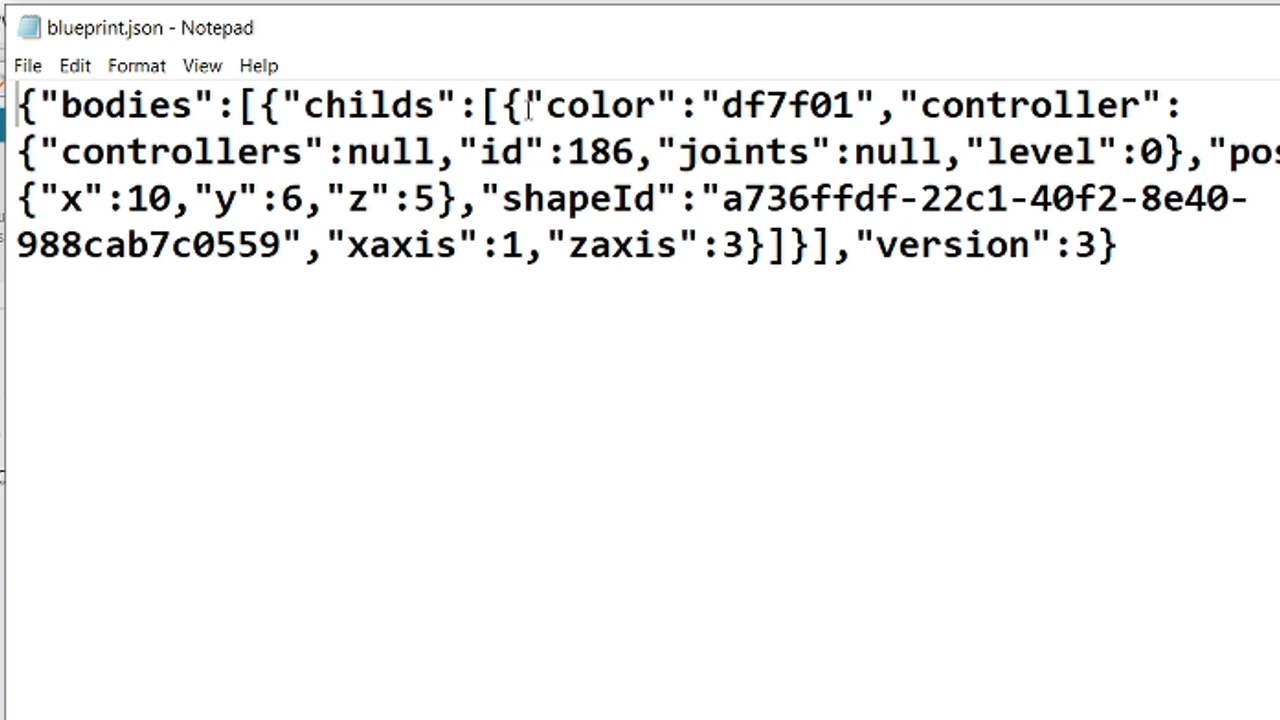 blueprint.json - Notepad
File Edit Format View Help
{"bodies":[{"childs":[{"color":"df7f01","controller":
{"controllers":null,"id":186,"joints":null,"level":0},"pos
{"x":10,"y":6,"z":5},"shapeId":"a736ffdf-22c1-40f2-8e40-
988cab7c0559","xaxis":1,"zaxis":3}]}],"version":3}